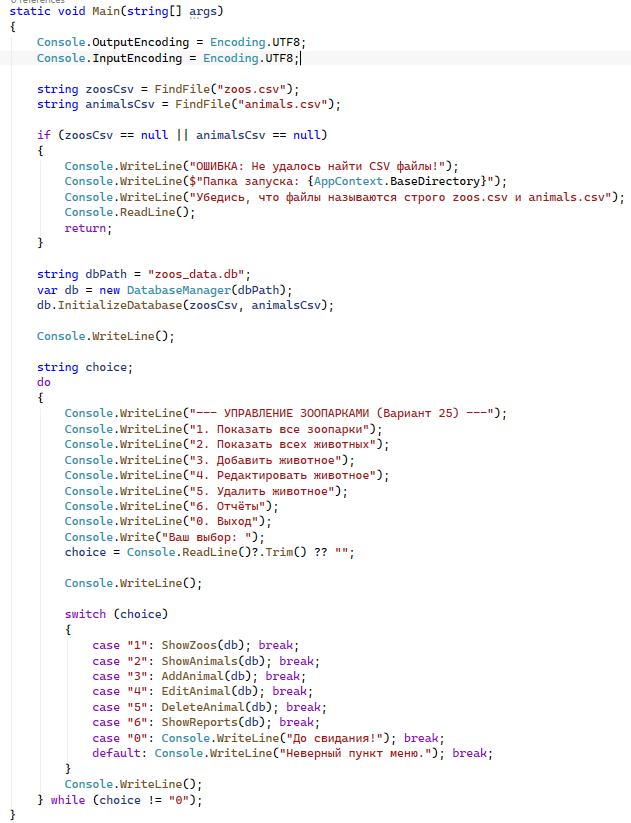 0 references
static void Main(string[] args)
{
    Console.OutputEncoding = Encoding.UTF8;
    Console.InputEncoding = Encoding.UTF8;

    string zoosCsv = FindFile("zoos.csv");
    string animalsCsv = FindFile("animals.csv");

    if (zoosCsv == null || animalsCsv == null)
    {
        Console.WriteLine("ОШИБКА: Не удалось найти CSV файлы!");
        Console.WriteLine($"Папка запуска: {AppContext.BaseDirectory}");
        Console.WriteLine("Убедись, что файлы называются строго zoos.csv и animals.csv");
        Console.ReadLine();
        return;
    }

    string dbPath = "zoos_data.db";
    var db = new DatabaseManager(dbPath);
    db.InitializeDatabase(zoosCsv, animalsCsv);

    Console.WriteLine();

    string choice;
    do
    {
        Console.WriteLine("--- УПРАВЛЕНИЕ ЗООПАРКАМИ (Вариант 25) ---");
        Console.WriteLine("1. Показать все зоопарки");
        Console.WriteLine("2. Показать всех животных");
        Console.WriteLine("3. Добавить животное");
        Console.WriteLine("4. Редактировать животное");
        Console.WriteLine("5. Удалить животное");
        Console.WriteLine("6. Отчёты");
        Console.WriteLine("0. Выход");
        Console.Write("Ваш выбор: ");
        choice = Console.ReadLine()?.Trim() ?? "";

        Console.WriteLine();

        switch (choice)
        {
            case "1": ShowZoos(db); break;
            case "2": ShowAnimals(db); break;
            case "3": AddAnimal(db); break;
            case "4": EditAnimal(db); break;
            case "5": DeleteAnimal(db); break;
            case "6": ShowReports(db); break;
            case "0": Console.WriteLine("До свидания!"); break;
            default: Console.WriteLine("Неверный пункт меню."); break;
        }
        Console.WriteLine();
    } while (choice != "0");
}